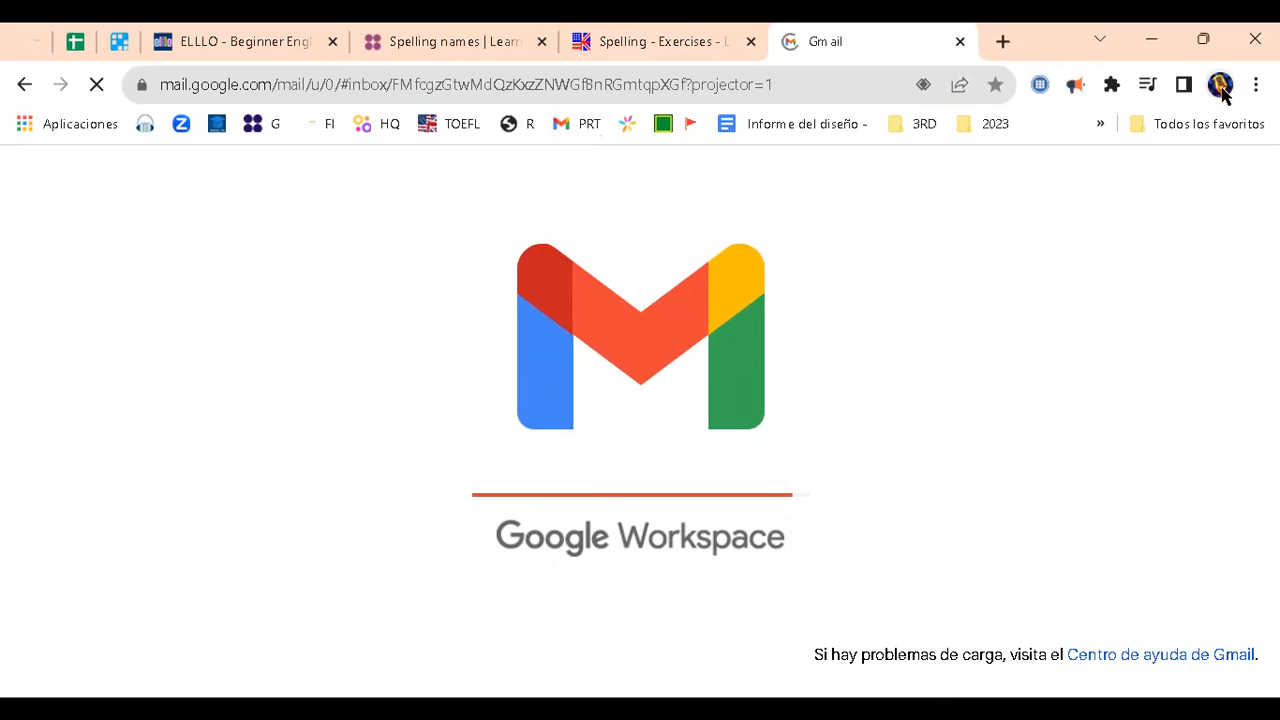 ELLLO - Beginner Engl
Spelling names | Learn
Spelling - Exercises - L
Gmail
mail.google.com/mail/u/0/#inbox/FMfcgzGtwMdQzKxzZNWGfBnRGmtqpXGf?projector=1
Aplicaciones
G
FI
HQ
TOEFL
R
PRT
Informe del diseño -
3RD
2023
»
Todos los favoritos
Google Workspace
Si hay problemas de carga, visita el Centro de ayuda de Gmail.